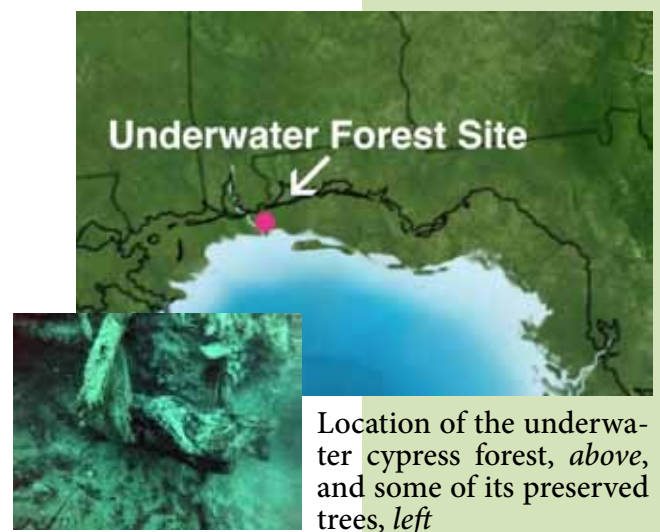 Underwater Forest Site
Location of the underwa-
ter cypress forest, above,
and some of its preserved
trees, left